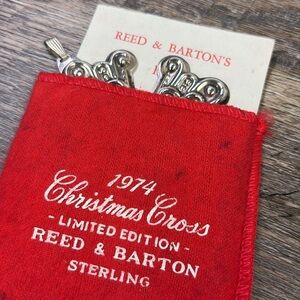 REED & BARTON'S
1974
Christmas Cross
- LIMITED EDITION -
REED & BARTON
STERLING